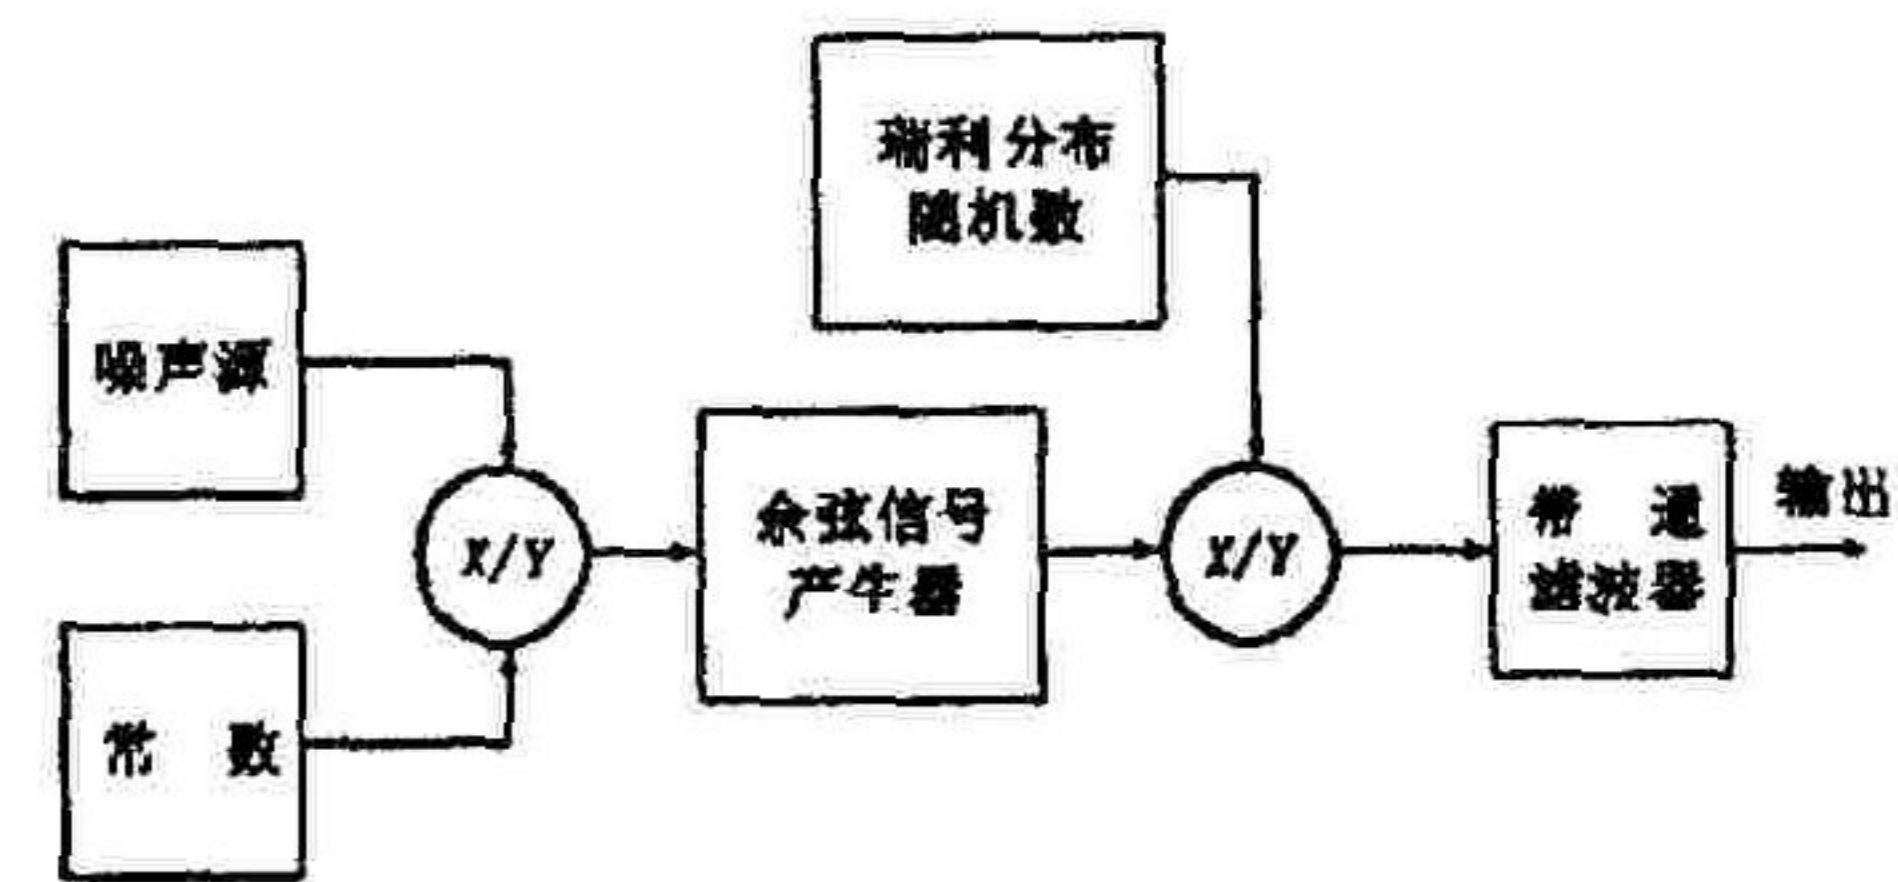 瑞利分布
随机数
噪声源
X/Y
余弦信号
产生器
X/Y
带 通
滤波器
输出
常 数